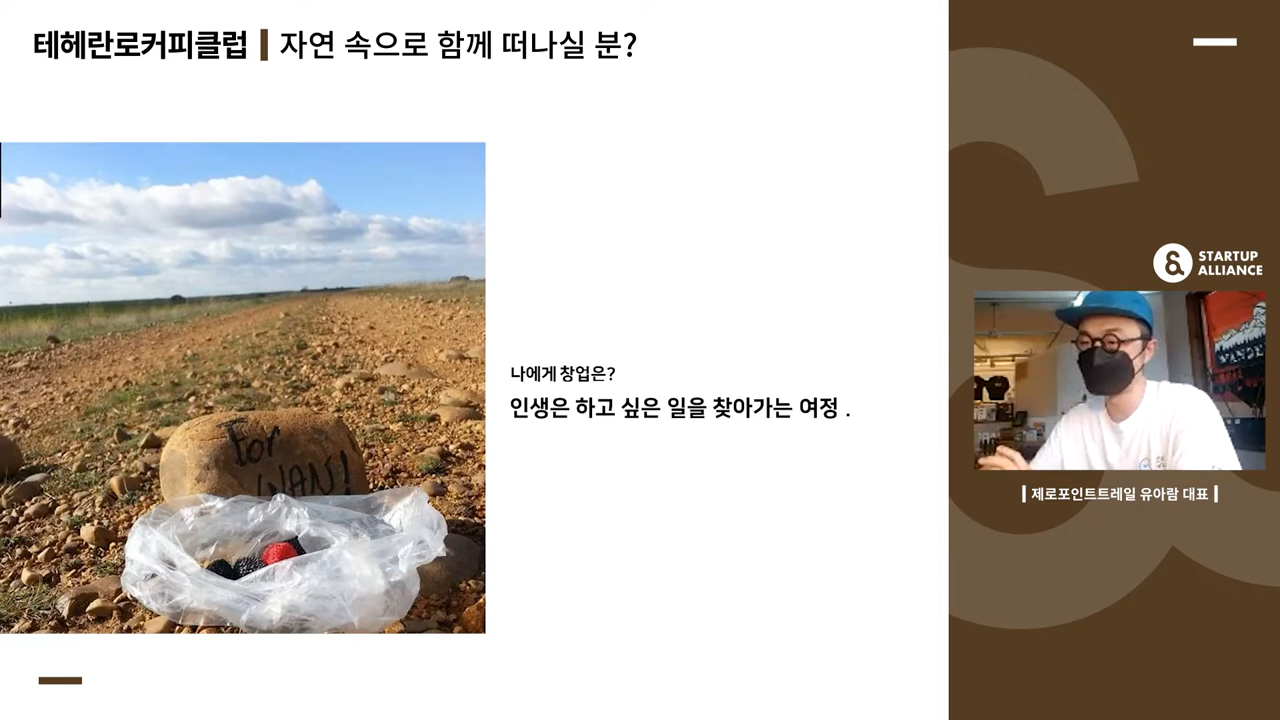 테헤란로커피클럽 | 자연 속으로 함께 떠나실 분?
For
WAN!
나에게 창업은?
인생은 하고 싶은 일을 찾아가는 여정 .
STARTUP
ALLIANCE
제로포인트트레일 유아람 대표